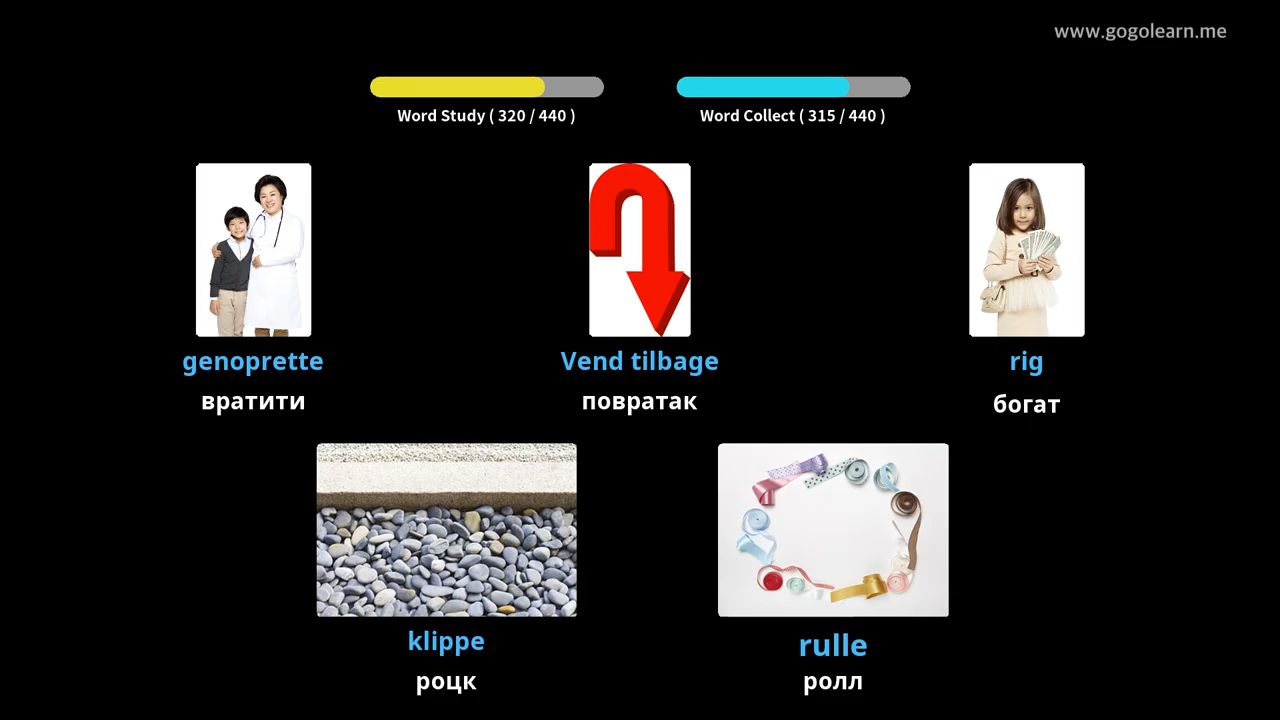 www.gogolearn.me
Word Study ( 320 / 440 )
Word Collect ( 315 / 440 )
genoprette
Vend tilbage
rig
вратити
повратак
богат
klippe
rulle
роцк
ролл